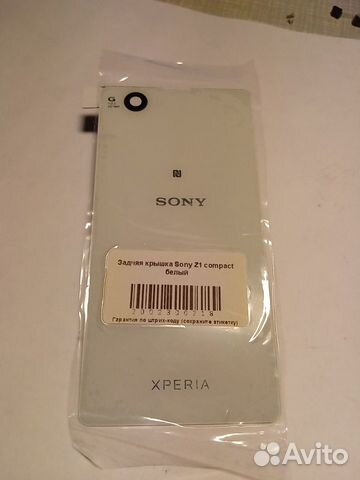 G
SONY
Задняя крышка Sony Z1 compact
белый
Гарантия по штрих-коду (сохраните этикетку)
XPERIA
Avito